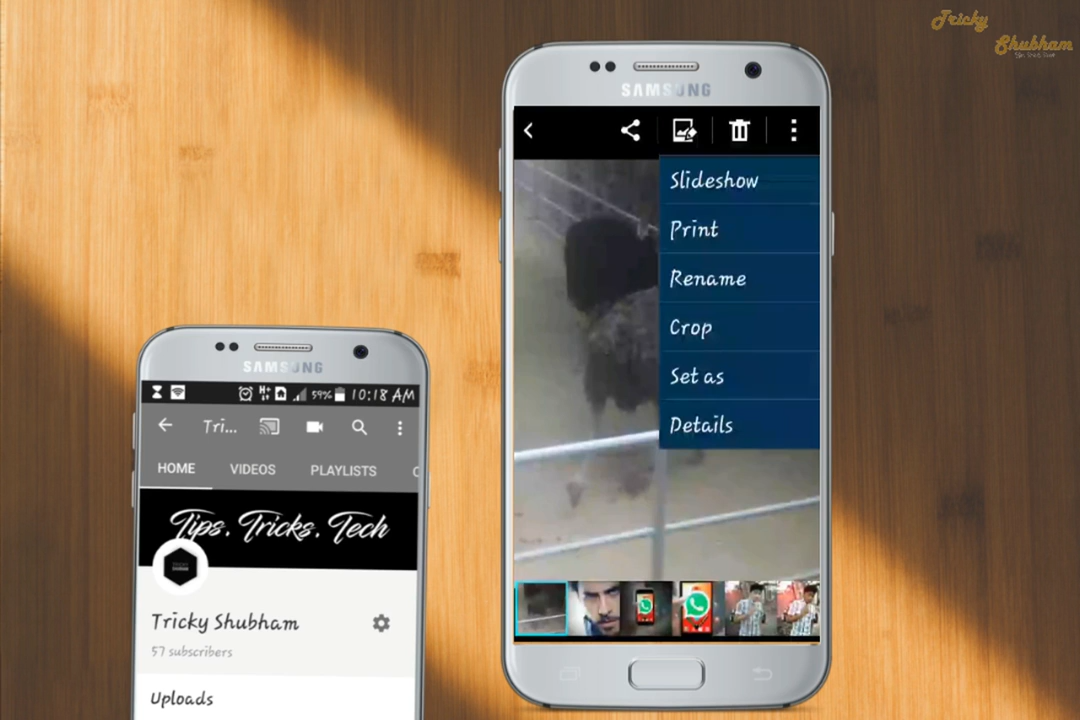 Tricky
Shubham
SAMSUNG
Slideshow
Print
Rename
Crop
Set as
Details
SAMSUNG
H+ 59% 10:18 AM
Tri...
HOME VIDEOS PLAYLISTS
Tips. Tricks. Tech
Tricky Shubham
57 subscribers
Uploads